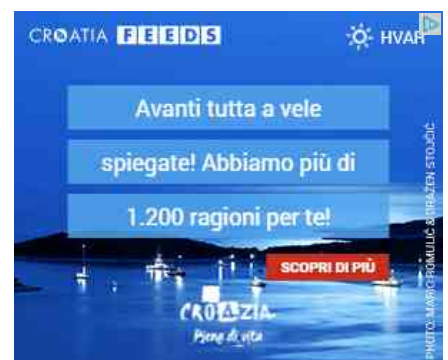 CROATIA FEEDS
HVAR
Avanti tutta a vele
spiegate! Abbiamo più di
1.200 ragioni per te!
SCOPRI DI PIÙ
CROAZIA
Piena di vita
PHOTO: MARIO ROMULIĆ & DRAŽEN STOJČIĆ